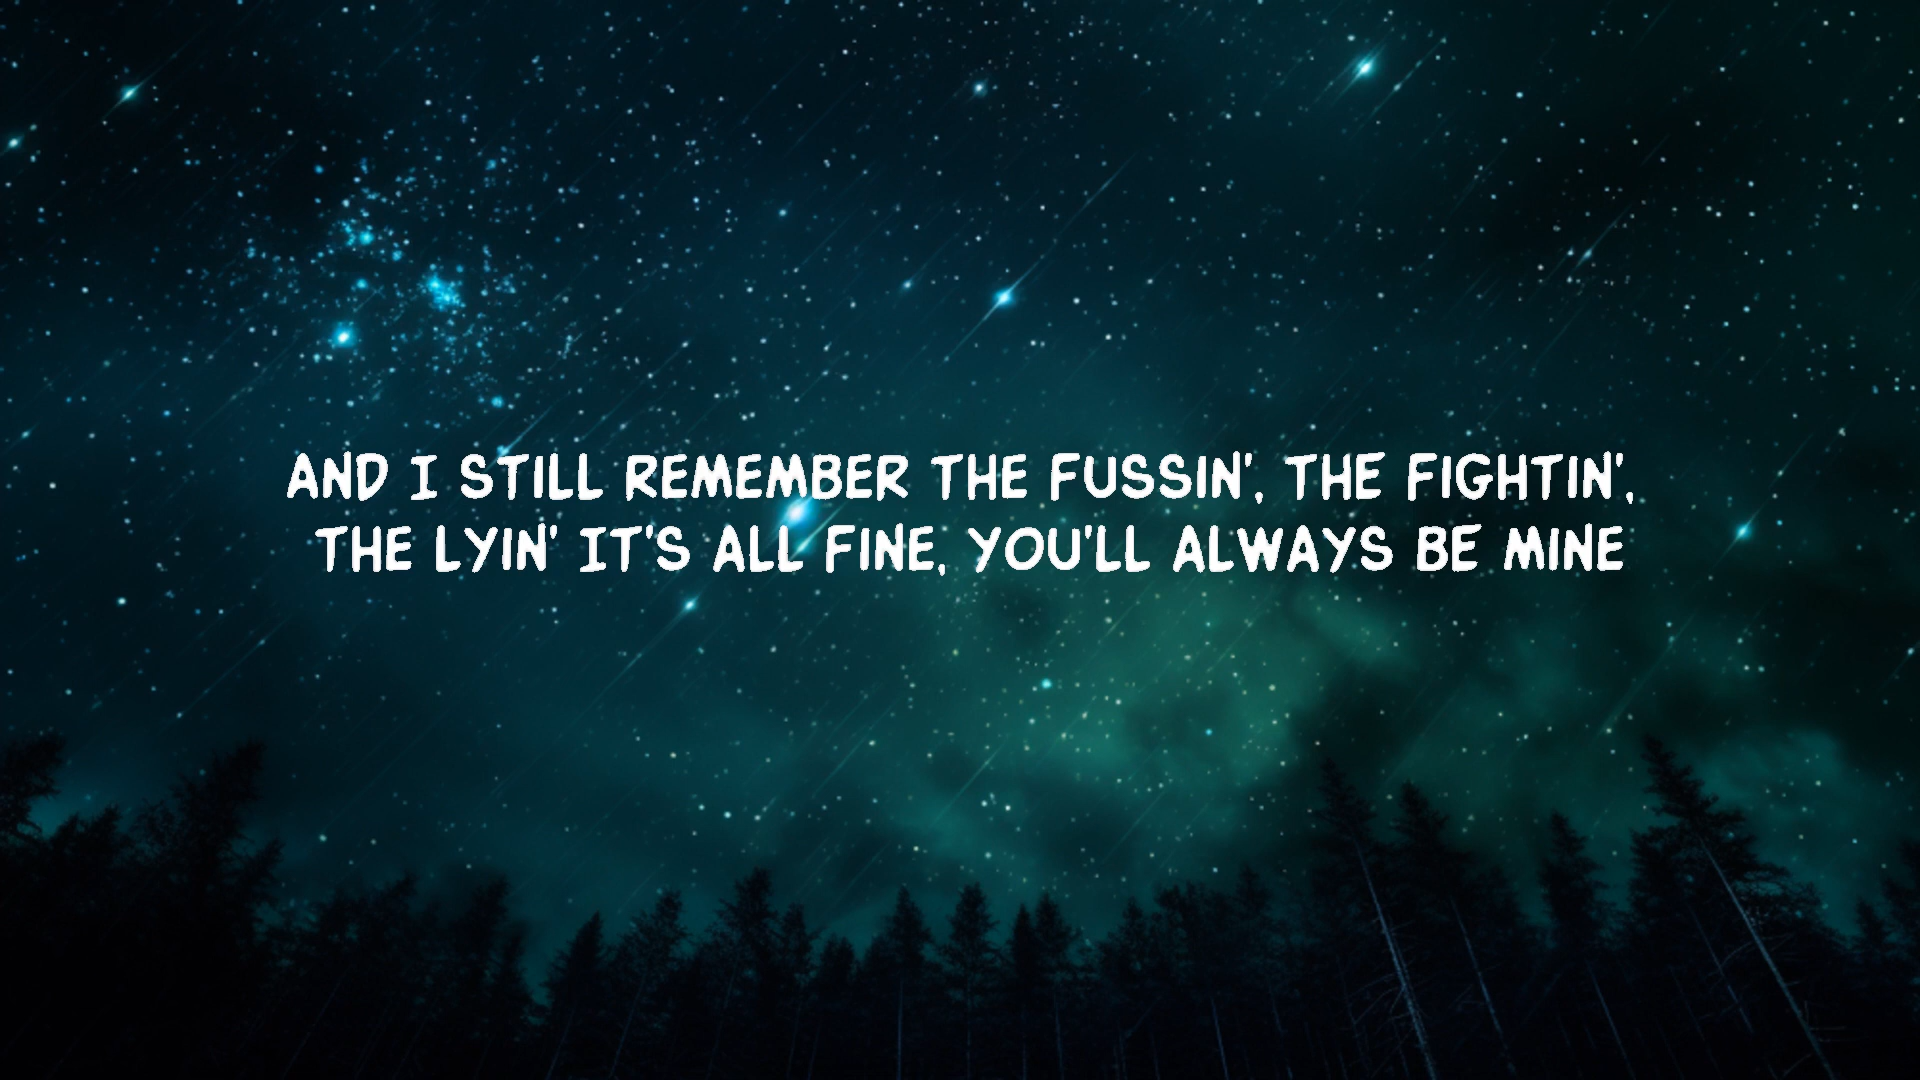 AND I STILL REMEMBER THE FUSSIN', THE FIGHTIN',
THE LYIN' IT'S ALL FINE, YOU'LL ALWAYS BE MINE